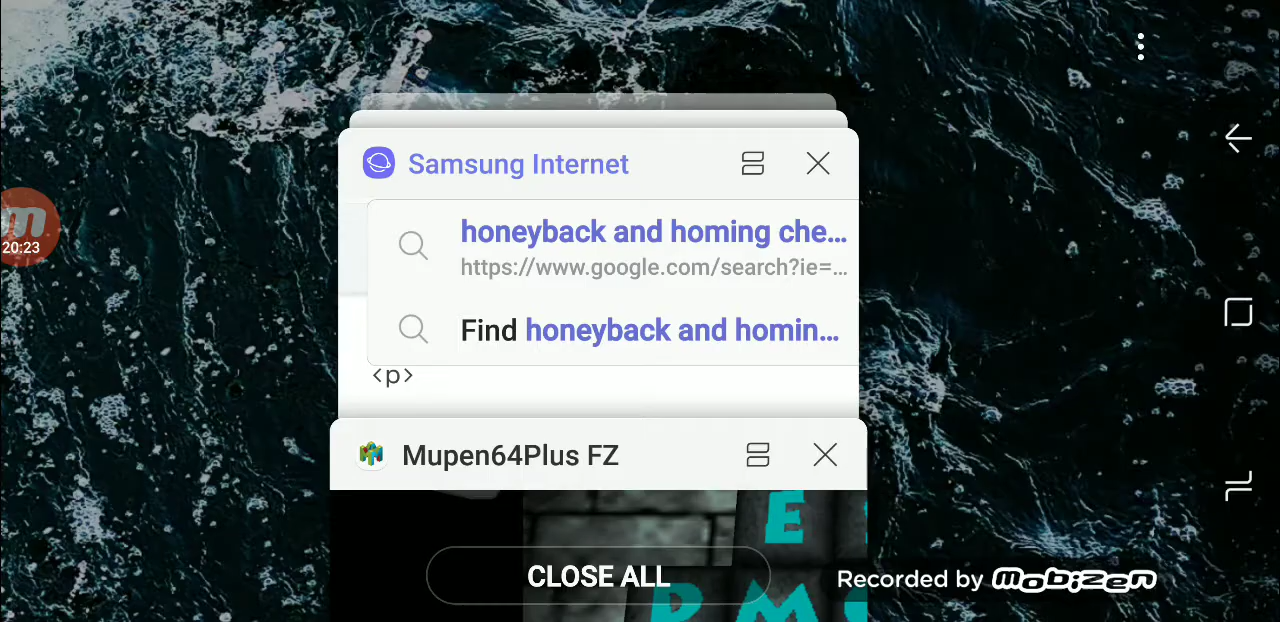 Samsung Internet
honeyback and homing che...
https://www.google.com/search?ie=...
Find honeyback and homin...
<p>
20:23
Mupen64Plus FZ
E
CLOSE ALL
Recorded by mobizen